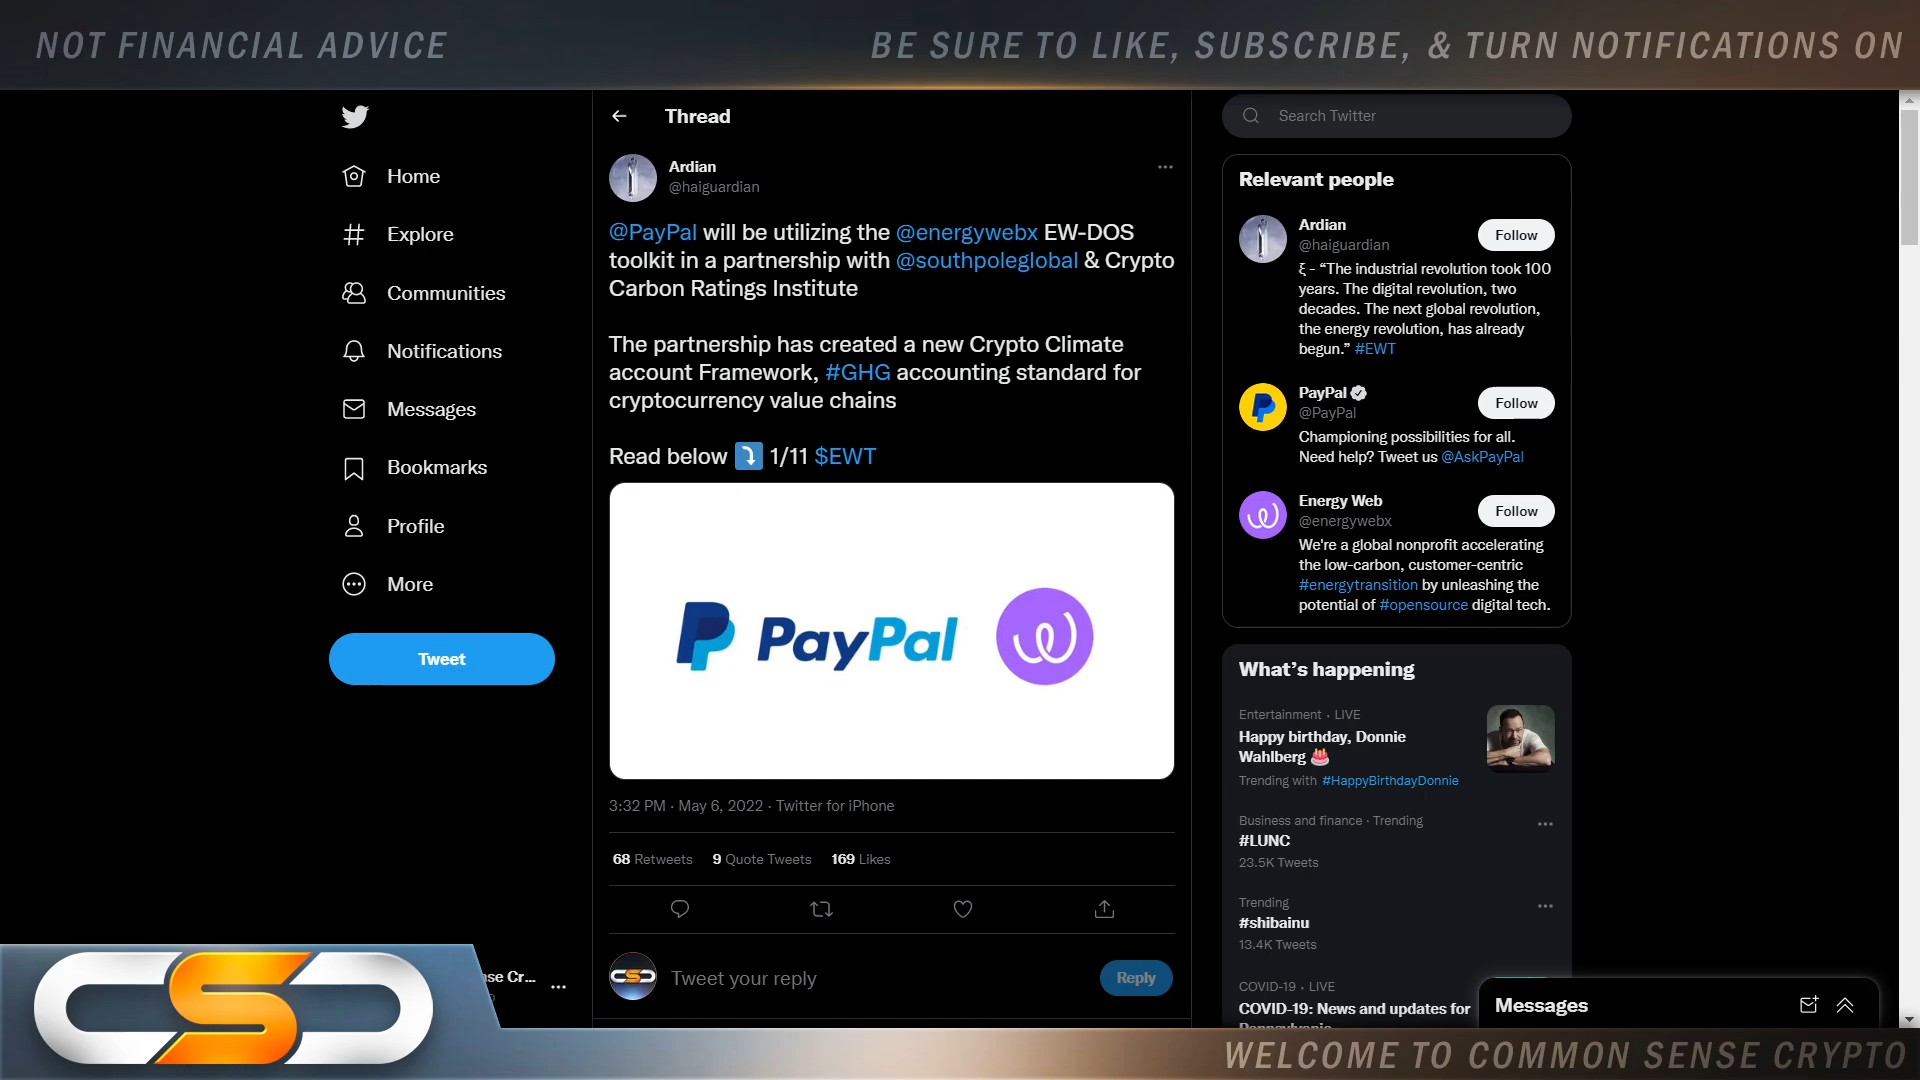 NOT FINANCIAL ADVICE
BE SURE TO LIKE, SUBSCRIBE, & TURN NOTIFICATIONS ON
Home
Explore
Communities
Notifications
Messages
Bookmarks
Profile
More
Tweet
Thread
Ardian
@haiguardian
@PayPal will be utilizing the @energywebx EW-DOS
toolkit in a partnership with @southpoleglobal & Crypto
Carbon Ratings Institute
The partnership has created a new Crypto Climate
account Framework, #GHG accounting standard for
cryptocurrency value chains
Read below ⤵️ 1/11 $EWT
PayPal
3:32 PM · May 6, 2022 · Twitter for iPhone
68 Retweets 9 Quote Tweets 169 Likes
Tweet your reply
Reply
Search Twitter
Relevant people
Ardian
@haiguardian
Follow
ξ - “The industrial revolution took 100
years. The digital revolution, two
decades. The next global revolution,
the energy revolution, has already
begun.” #EWT
PayPal
@PayPal
Follow
Championing possibilities for all.
Need help? Tweet us @AskPayPal
Energy Web
@energywebx
Follow
We're a global nonprofit accelerating
the low-carbon, customer-centric
#energytransition by unleashing the
potential of #opensource digital tech.
What’s happening
Entertainment · LIVE
Happy birthday, Donnie
Wahlberg 🎂
Trending with #HappyBirthdayDonnie
Business and finance · Trending
#LUNC
23.5K Tweets
Trending
#shibainu
13.4K Tweets
COVID-19 · LIVE
COVID-19: News and updates for
Pennsylvania
Messages
se Cr...
CSC
WELCOME TO COMMON SENSE CRYPTO